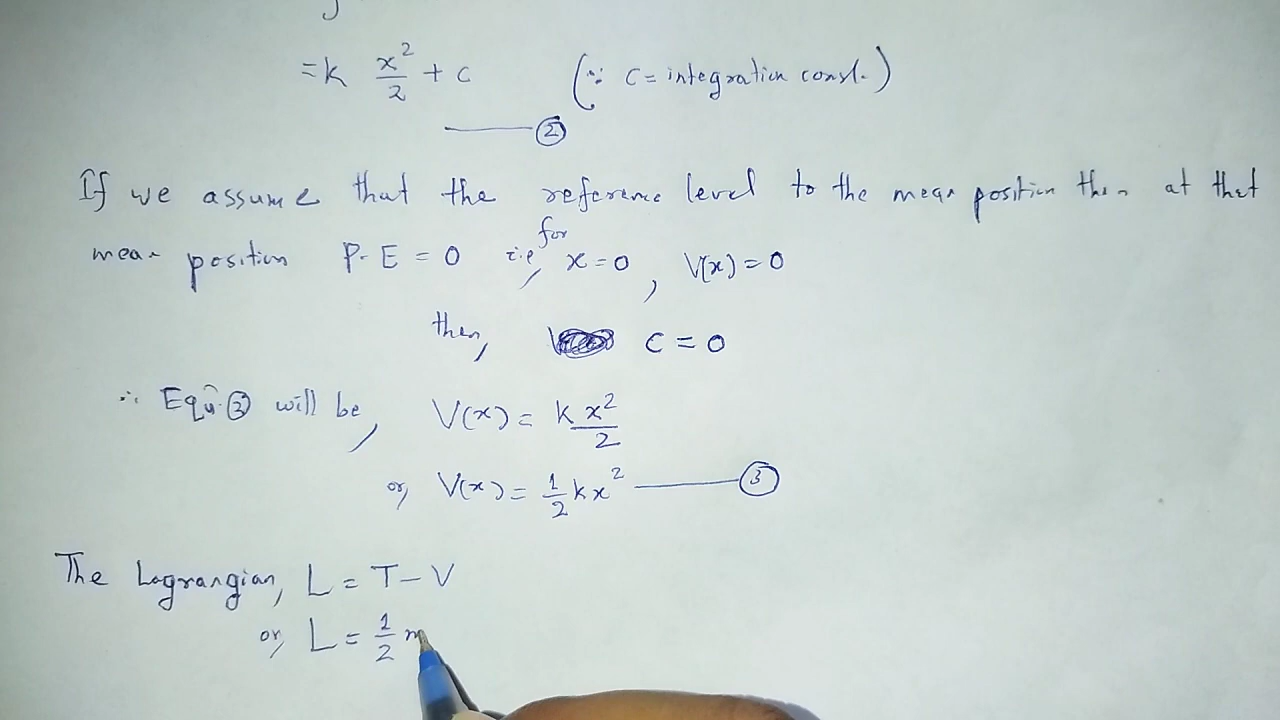 = k x²/2 + c (∵ C = integration const.)
②
If we assume that the reference level to the mean position then at that
mean position P.E = 0 i.e, for x = 0, V(x) = 0
then, C = 0
∴ Equⁿ. ② will be, V(x) = k x²/2
or, V(x) = 1/2 kx² ③
The Lagrangian, L = T - V
or, L = 1/2 m